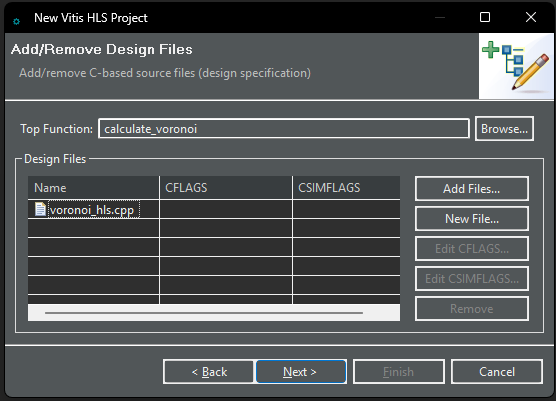 New Vitis HLS Project
Add/Remove Design Files
Add/remove C-based source files (design specification)
Top Function: calculate_voronoi Browse...
Design Files
Name CFLAGS CSIMFLAGS Add Files...
voronoi_hls.cpp New File...
Edit CFLAGS...
Edit CSIMFLAGS...
Remove
< Back Next > Finish Cancel